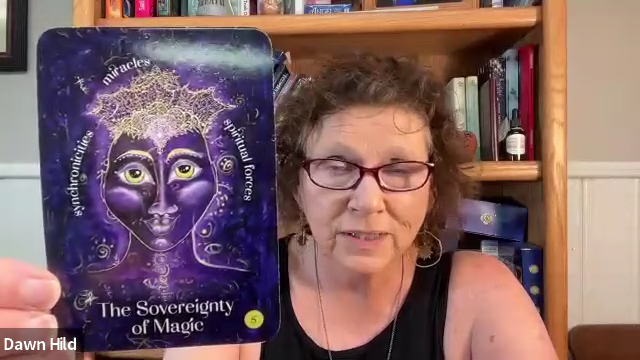 miracles
synchronicities
spiritual forces
The Sovereignty
of Magic
5
Dawn Hild